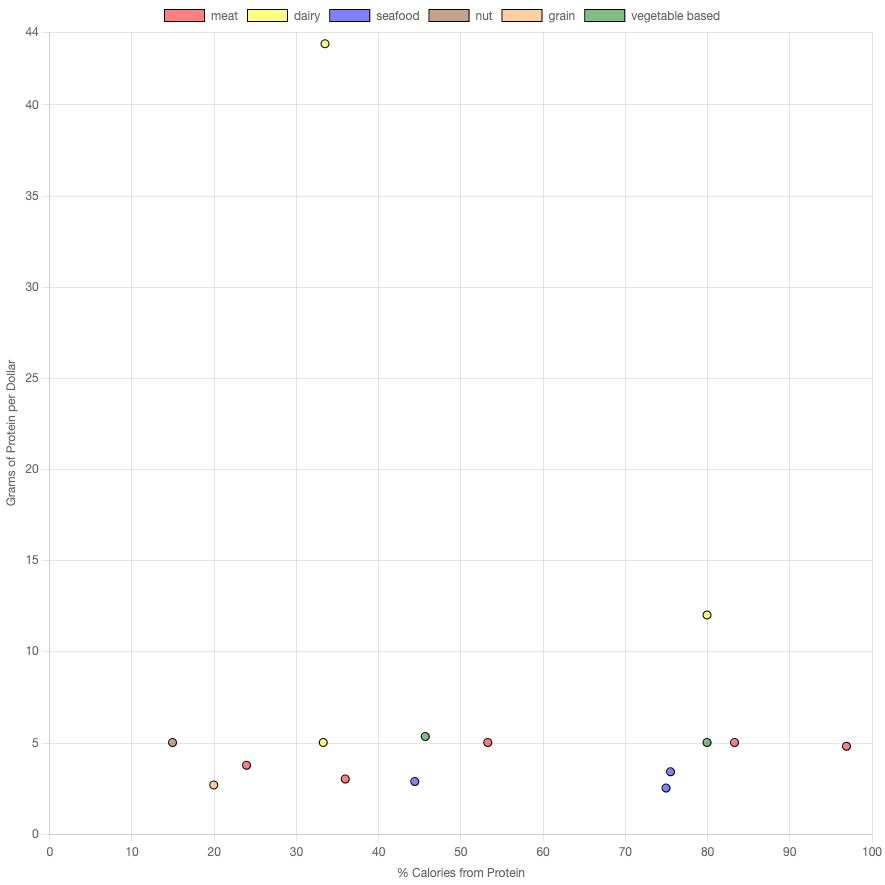 meat dairy seafood nut grain vegetable based
44
40
35
30
25
20
15
10
5
0
Grams of Protein per Dollar
0 10 20 30 40 50 60 70 80 90 100
% Calories from Protein